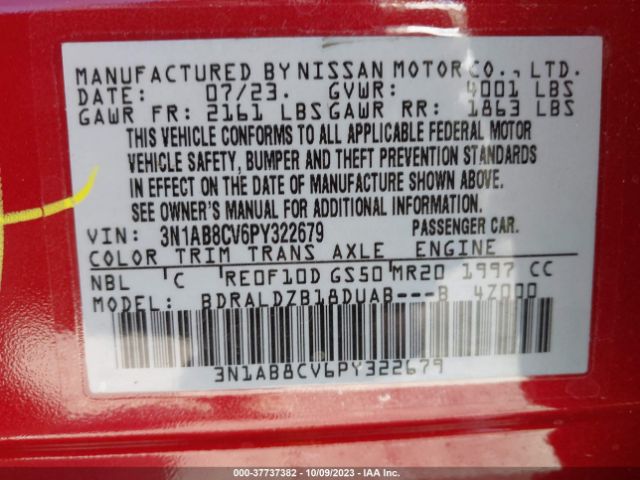 MANUFACTURED BY NISSAN MOTOR CO., LTD.
DATE: 07/23. GVWR: 4001 LBS
GAWR FR: 2161 LBS GAWR RR: 1863 LBS
THIS VEHICLE CONFORMS TO ALL APPLICABLE FEDERAL MOTOR
VEHICLE SAFETY, BUMPER AND THEFT PREVENTION STANDARDS
IN EFFECT ON THE DATE OF MANUFACTURE SHOWN ABOVE.
SEE OWNER'S MANUAL FOR ADDITIONAL INFORMATION.
VIN: 3N1AB8CV6PY322679 PASSENGER CAR.
COLOR TRIM TRANS AXLE ENGINE
NBL C RE0F10D GS50 MR20 1997 CC
MODEL: BDRALDZB18DUAB---B 4Z000
3N1AB8CV6PY322679
000-37737382 | 10/09/2023 | IAA Inc.